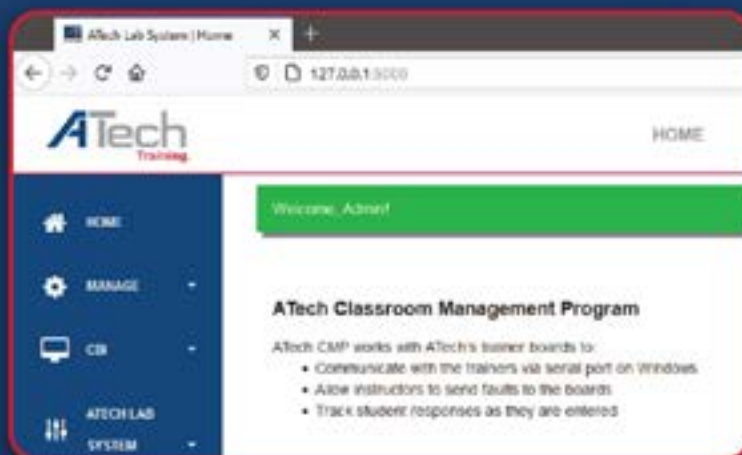 ATech Lab System | Home
127.0.0.1:5000
ATech
Training.
HOME
HOME
Welcome, Admin!
MANAGE
ATech Classroom Management Program
CBI
ATech CMP works with ATech's trainer boards to:
Communicate with the trainers via serial port on Windows
Allow instructors to send faults to the boards
Track student responses as they are entered
ATECH LAB
SYSTEM